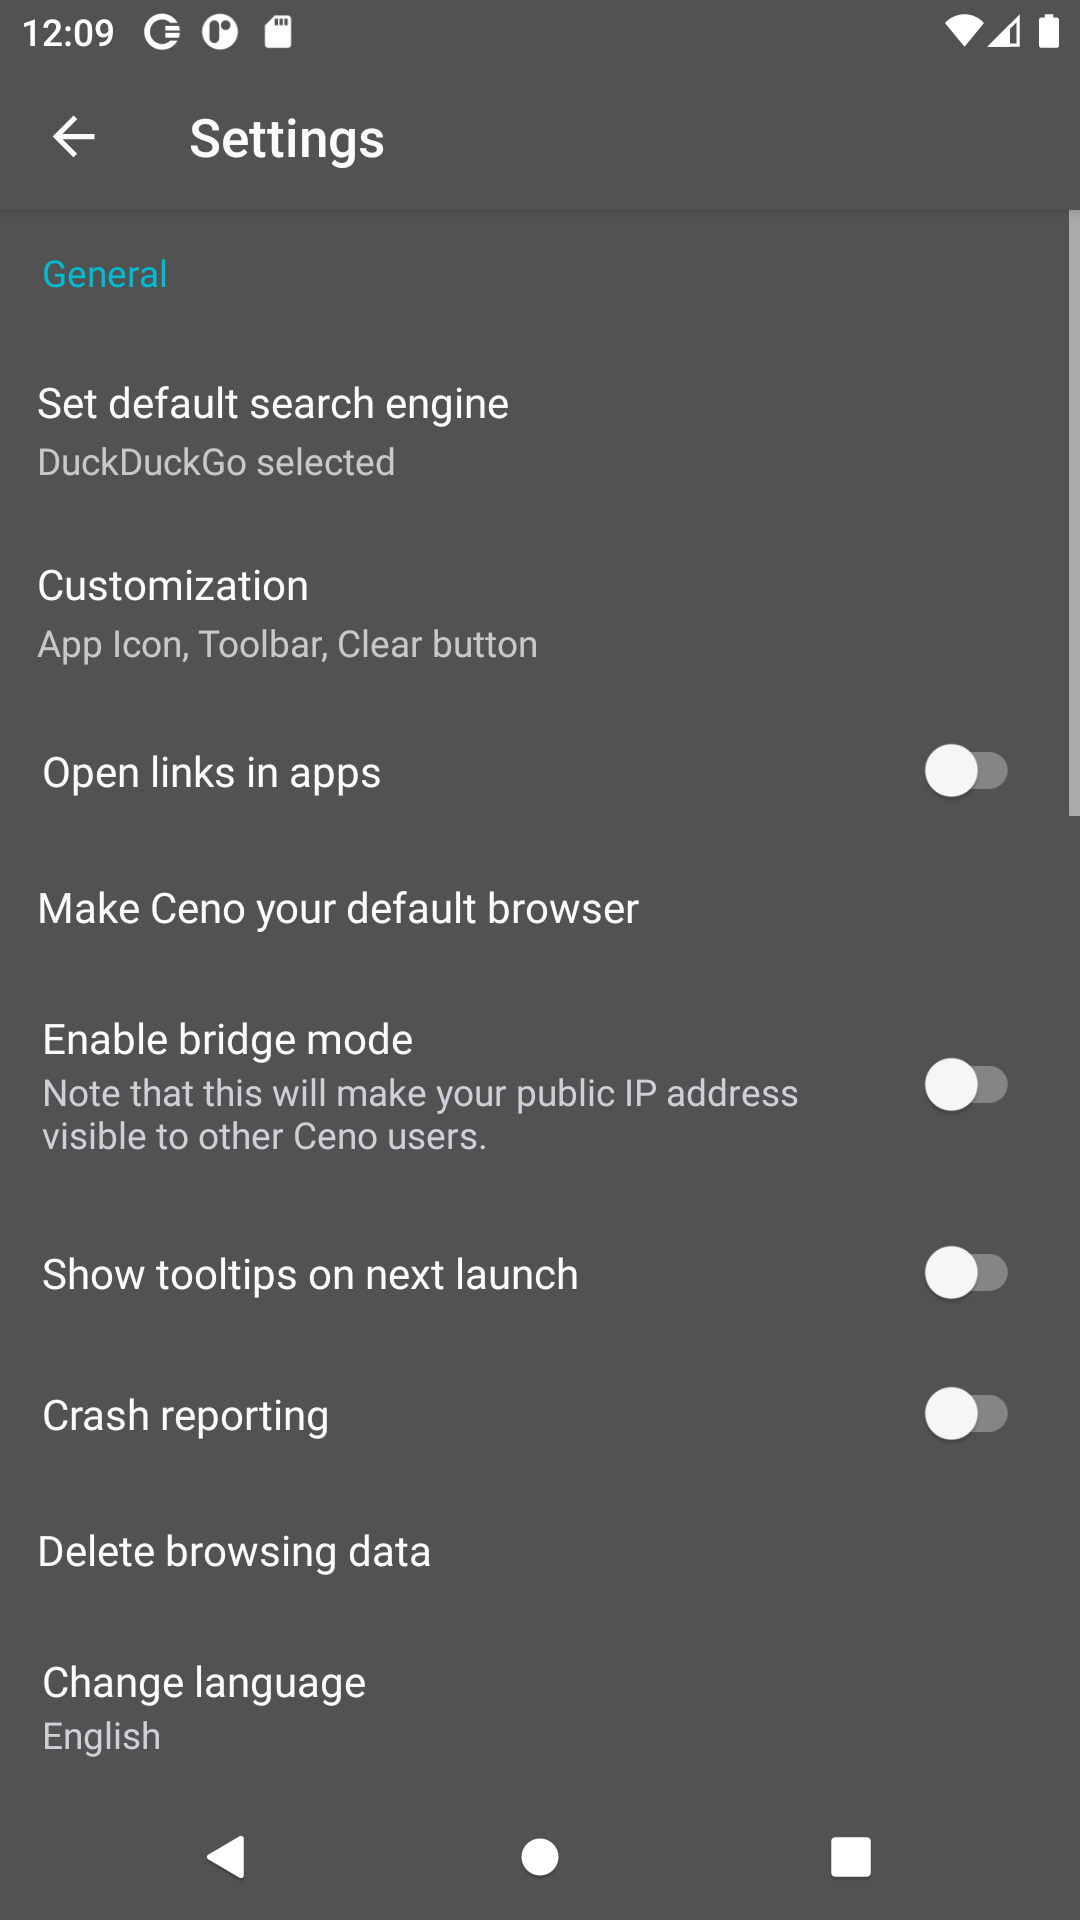 12:09
Settings
General
Set default search engine
DuckDuckGo selected
Customization
App Icon, Toolbar, Clear button
Open links in apps
Make Ceno your default browser
Enable bridge mode
Note that this will make your public IP address
visible to other Ceno users.
Show tooltips on next launch
Crash reporting
Delete browsing data
Change language
English